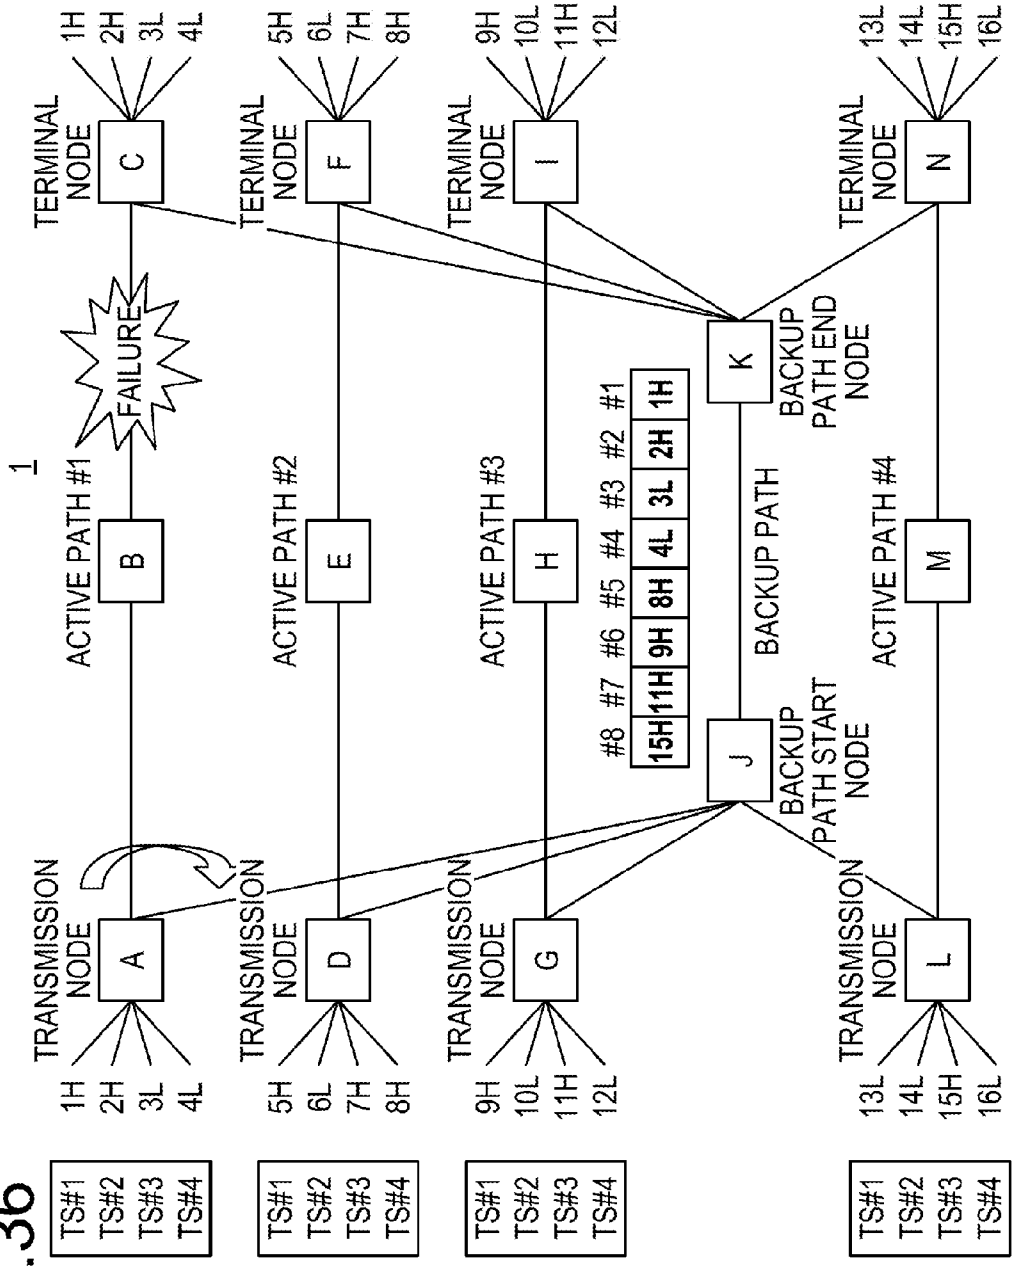 .36
1
TS#1
TS#2
TS#3
TS#4
1H
2H
3L
4L
TRANSMISSION
NODE
A
ACTIVE PATH #1
B
FAILURE
TERMINAL
NODE
C
1H
2H
3L
4L
TS#1
TS#2
TS#3
TS#4
5H
6L
7H
8H
TRANSMISSION
NODE
D
ACTIVE PATH #2
E
TERMINAL
NODE
F
5H
6L
7H
8H
TS#1
TS#2
TS#3
TS#4
9H
10L
11H
12L
TRANSMISSION
NODE
G
ACTIVE PATH #3
H
TERMINAL
NODE
I
9H
10L
11H
12L
#8 #7 #6 #5 #4 #3 #2 #1
15H 11H 9H 8H 4L 3L 2H 1H
J
BACKUP
PATH START
NODE
BACKUP PATH
K
BACKUP
PATH END
NODE
TS#1
TS#2
TS#3
TS#4
13L
14L
15H
16L
TRANSMISSION
NODE
L
ACTIVE PATH #4
M
TERMINAL
NODE
N
13L
14L
15H
16L